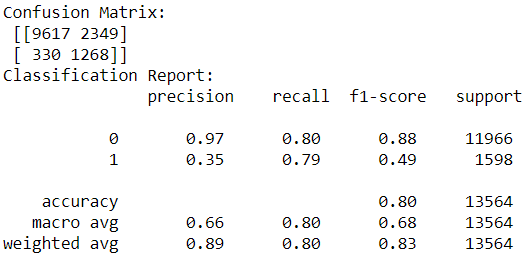 Confusion Matrix:
[[9617 2349]
[ 330 1268]]
Classification Report:
precision recall f1-score support
0 0.97 0.80 0.88 11966
1 0.35 0.79 0.49 1598
accuracy 0.80 13564
macro avg 0.66 0.80 0.68 13564
weighted avg 0.89 0.80 0.83 13564